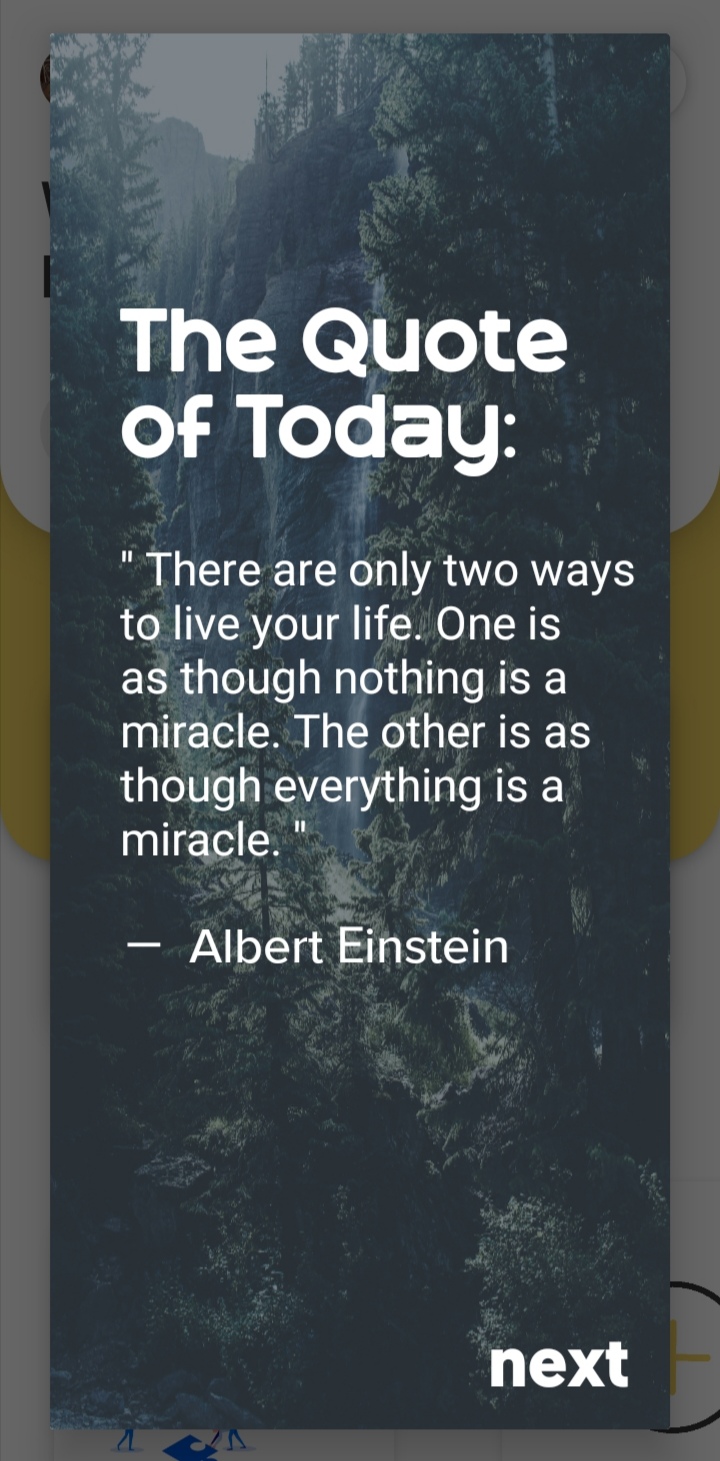 The Quote
of Today:
" There are only two ways
to live your life. One is
as though nothing is a
miracle. The other is as
though everything is a
miracle. "
— Albert Einstein
next